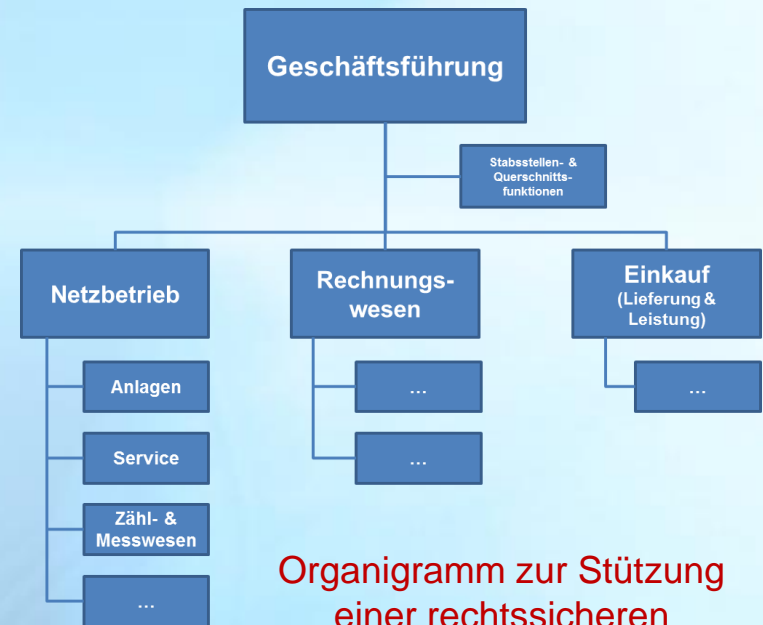 Geschäftsführung
Stabsstellen- &
Querschnitts-
funktionen
Netzbetrieb
Rechnungs-
wesen
Einkauf
(Lieferung &
Leistung)
Anlagen
Service
Zähl- &
Messwesen
...
...
...
...
Organigramm zur Stützung
einer rechtssicheren